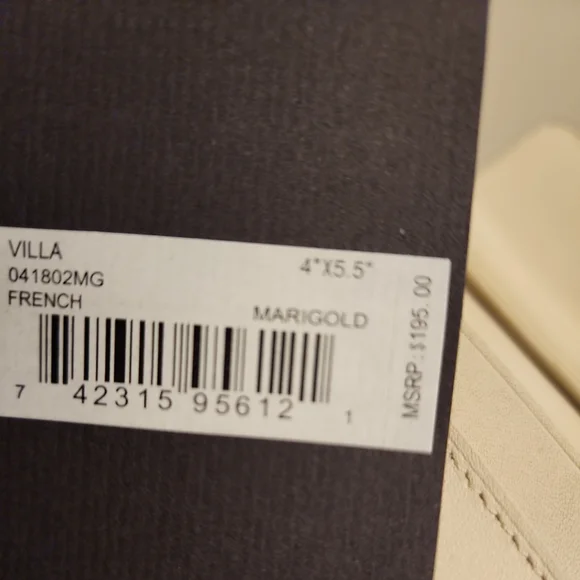 VILLA
4"X5.5"
041802MG
FRENCH
MARIGOLD
7 42315 95612 1
MSRP:$195.00